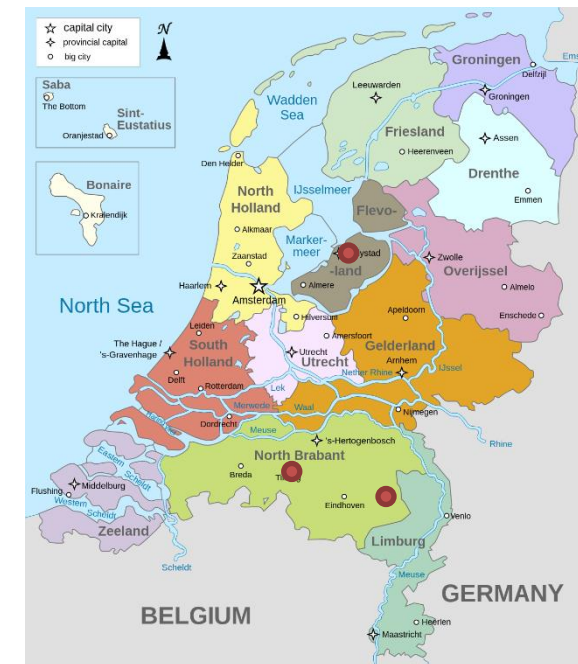 capital city
provincial capital
big city
N
Saba
The Bottom
Sint-
Eustatius
Oranjestad
Bonaire
Kralendijk
Wadden
Sea
North Sea
IJsselmeer
Marker-
meer
Groningen
Delfzijl
Ems
Groningen
Leeuwarden
Friesland
Heerenveen
Assen
Drenthe
Emmen
Den Helder
North
Holland
Alkmaar
Zaanstad
Haarlem
Amsterdam
Hilversum
Flevo-
-land
Almere
Zwolle
Overijssel
Almelo
Enschede
Apeldoorn
Gelderland
Arnhem
IJssel
Nether Rhine
Nijmegen
Rhine
Amersfoort
Utrecht
Utrecht
Lek
Leiden
The Hague /
's-Gravenhage
South
Holland
Delft
Rotterdam
Dordrecht
Merwede
Waal
Meuse
's-Hertogenbosch
North Brabant
Breda
Eindhoven
Eastern
Scheldt
Middelburg
Flushing
Western
Scheldt
Zeeland
Scheldt
Venlo
Limburg
Meuse
Heerlen
Maastricht
BELGIUM
GERMANY